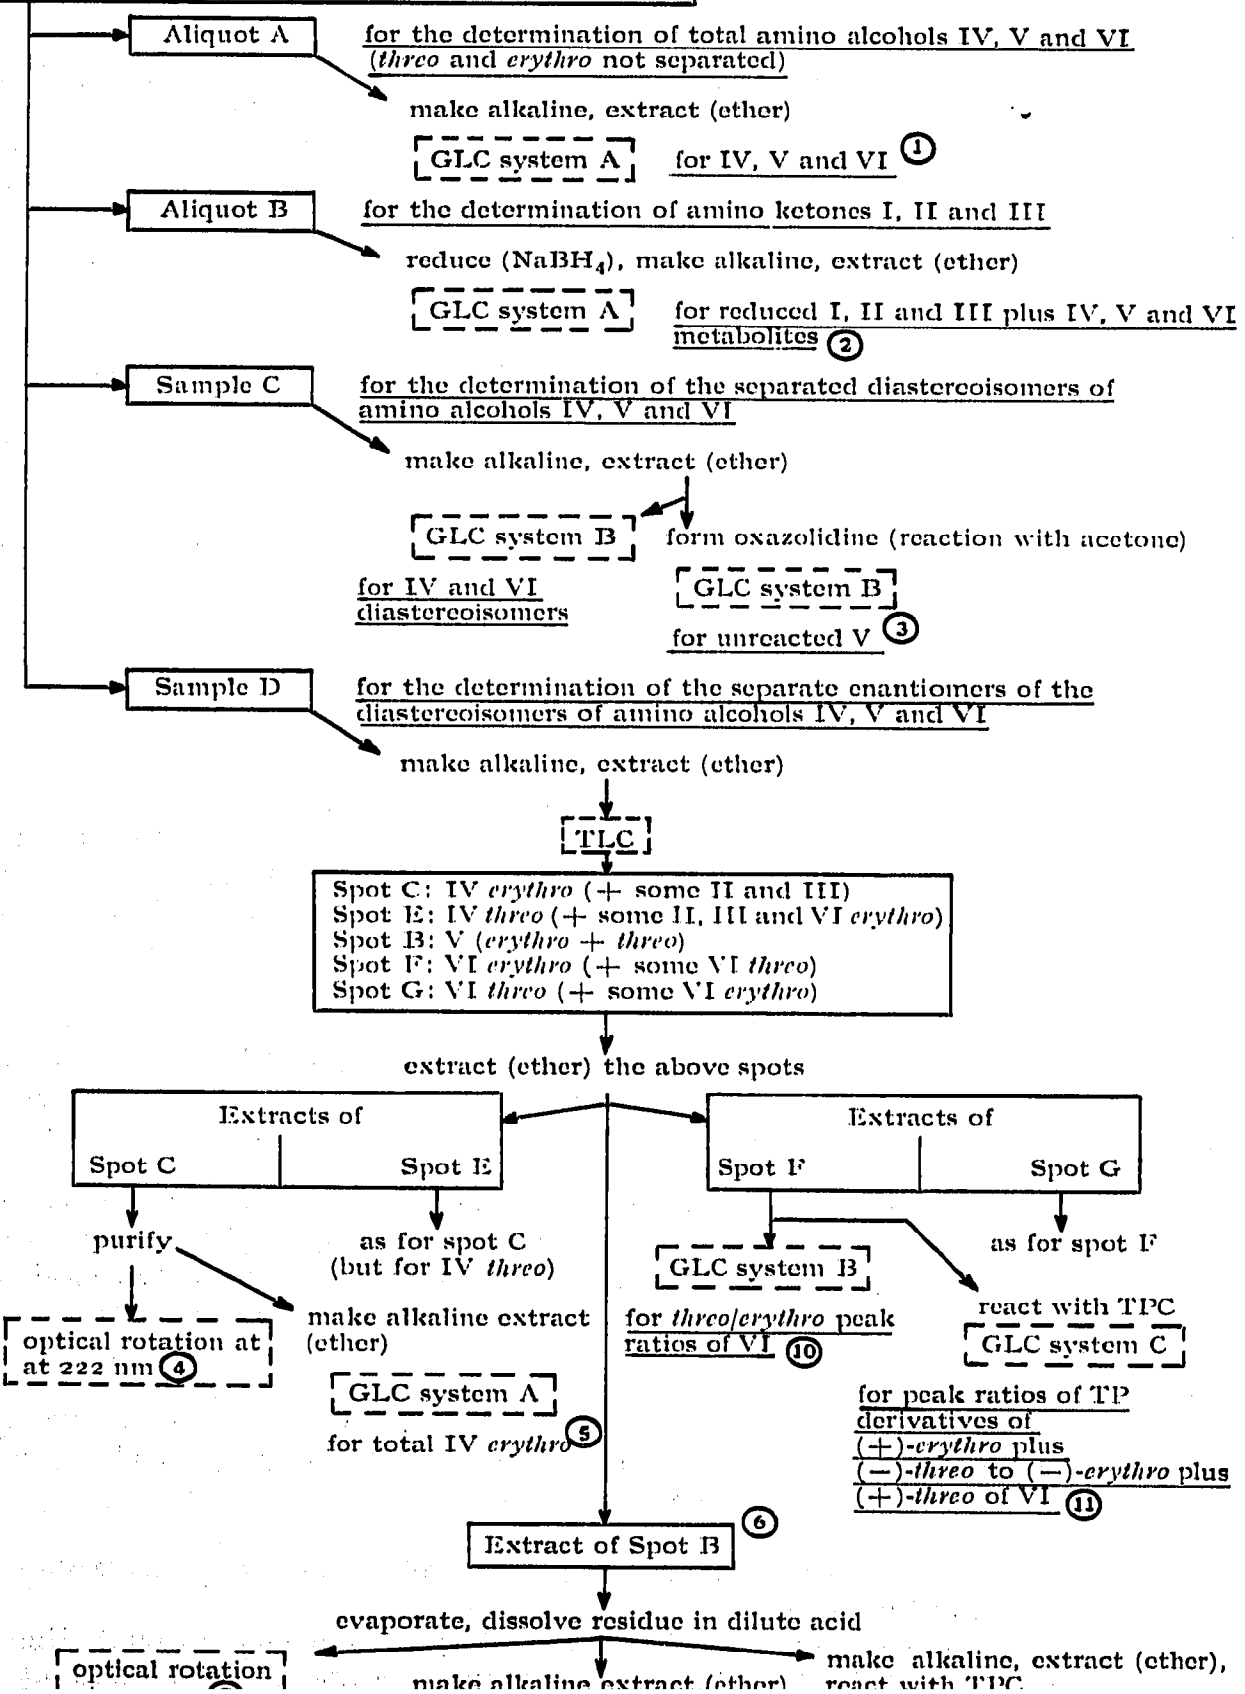 Aliquot A
for the determination of total amino alcohols IV, V and VI
(threo and erythro not separated)
make alkaline, extract (ether)
GLC system A
for IV, V and VI 1
Aliquot B
for the determination of amino ketones I, II and III
reduce (NaBH4), make alkaline, extract (ether)
GLC system A
for reduced I, II and III plus IV, V and VI
metabolites 2
Sample C
for the determination of the separated diastereoisomers of
amino alcohols IV, V and VI
make alkaline, extract (ether)
GLC system B
for IV and VI
diastereoisomers
form oxazolidine (reaction with acetone)
GLC system B
for unreacted V 3
Sample D
for the determination of the separate enantiomers of the
diastereoisomers of amino alcohols IV, V and VI
make alkaline, extract (ether)
TLC
Spot C: IV erythro (+ some II and III)
Spot E: IV threo (+ some II, III and VI erythro)
Spot B: V (erythro + threo)
Spot F: VI erythro (+ some VI threo)
Spot G: VI threo (+ some VI erythro)
extract (ether) the above spots
Extracts of
Spot C
Spot E
Extracts of
Spot F
Spot G
purify
as for spot C
(but for IV threo)
optical rotation at
at 222 nm 4
make alkaline extract
(ether)
GLC system A
for total IV erythro 5
GLC system B
for threo/erythro peak
ratios of VI 10
as for spot F
react with TPC
GLC system C
for peak ratios of TP
derivatives of
(+)-erythro plus
(−)-threo to (−)-erythro plus
(+)-threo of VI 11
Extract of Spot B 6
evaporate, dissolve residue in dilute acid
optical rotation
make alkaline extract (ether)
make alkaline, extract (ether),
react with TPC